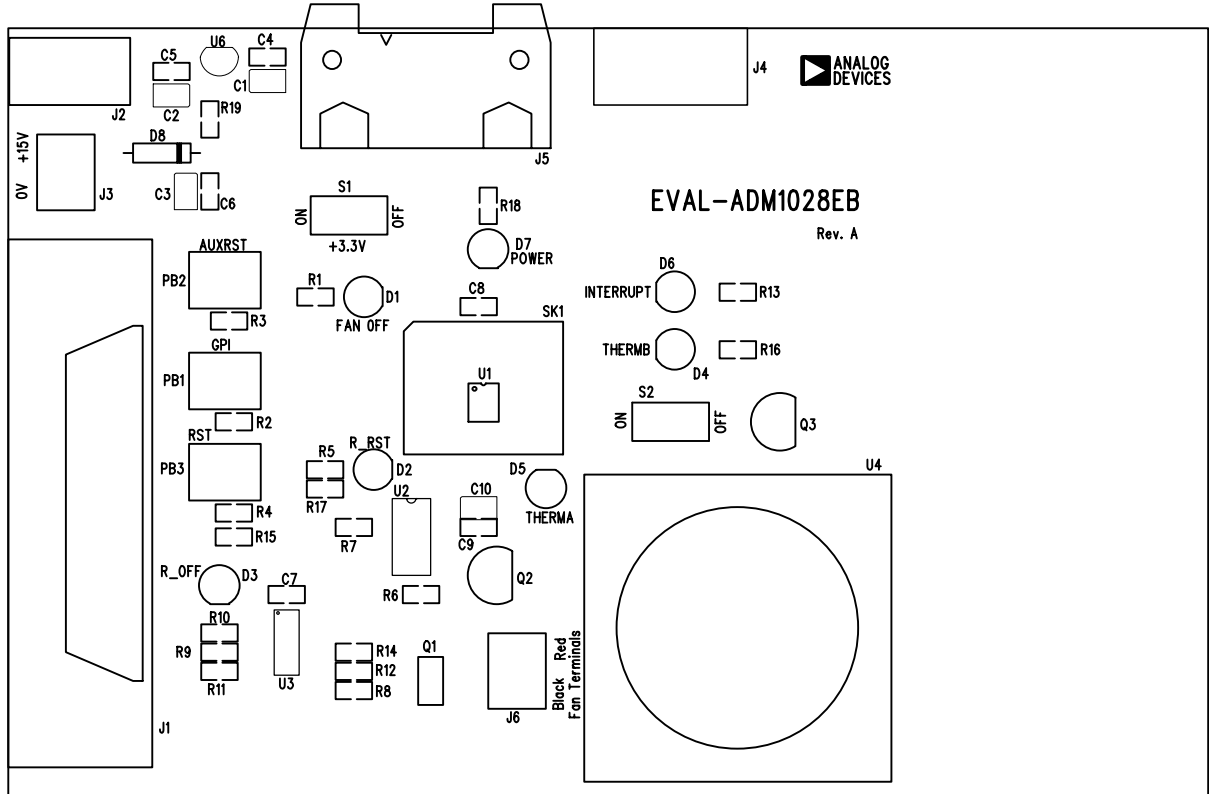 U6
C4
C5
C1
C2
J2
R19
J4
ANALOG
DEVICES
+15V
0V
D8
J3
C3
C6
J5
S1
ON
OFF
+3.3V
R18
D7
POWER
EVAL-ADM1028EB
Rev. A
AUXRST
PB2
R3
R1
D1
FAN OFF
C8
SK1
D6
INTERRUPT
R13
THERMB
R16
D4
GPI
PB1
R2
U1
S2
ON
OFF
Q3
RST
PB3
R4
R15
R_RST
R5
D2
R17
U2
R7
C10
C9
D5
THERMA
U4
R_OFF
D3
C7
R6
Q2
R10
R9
R11
U3
R14
R12
R8
Q1
J6
Black Red
Fan Terminals
J1